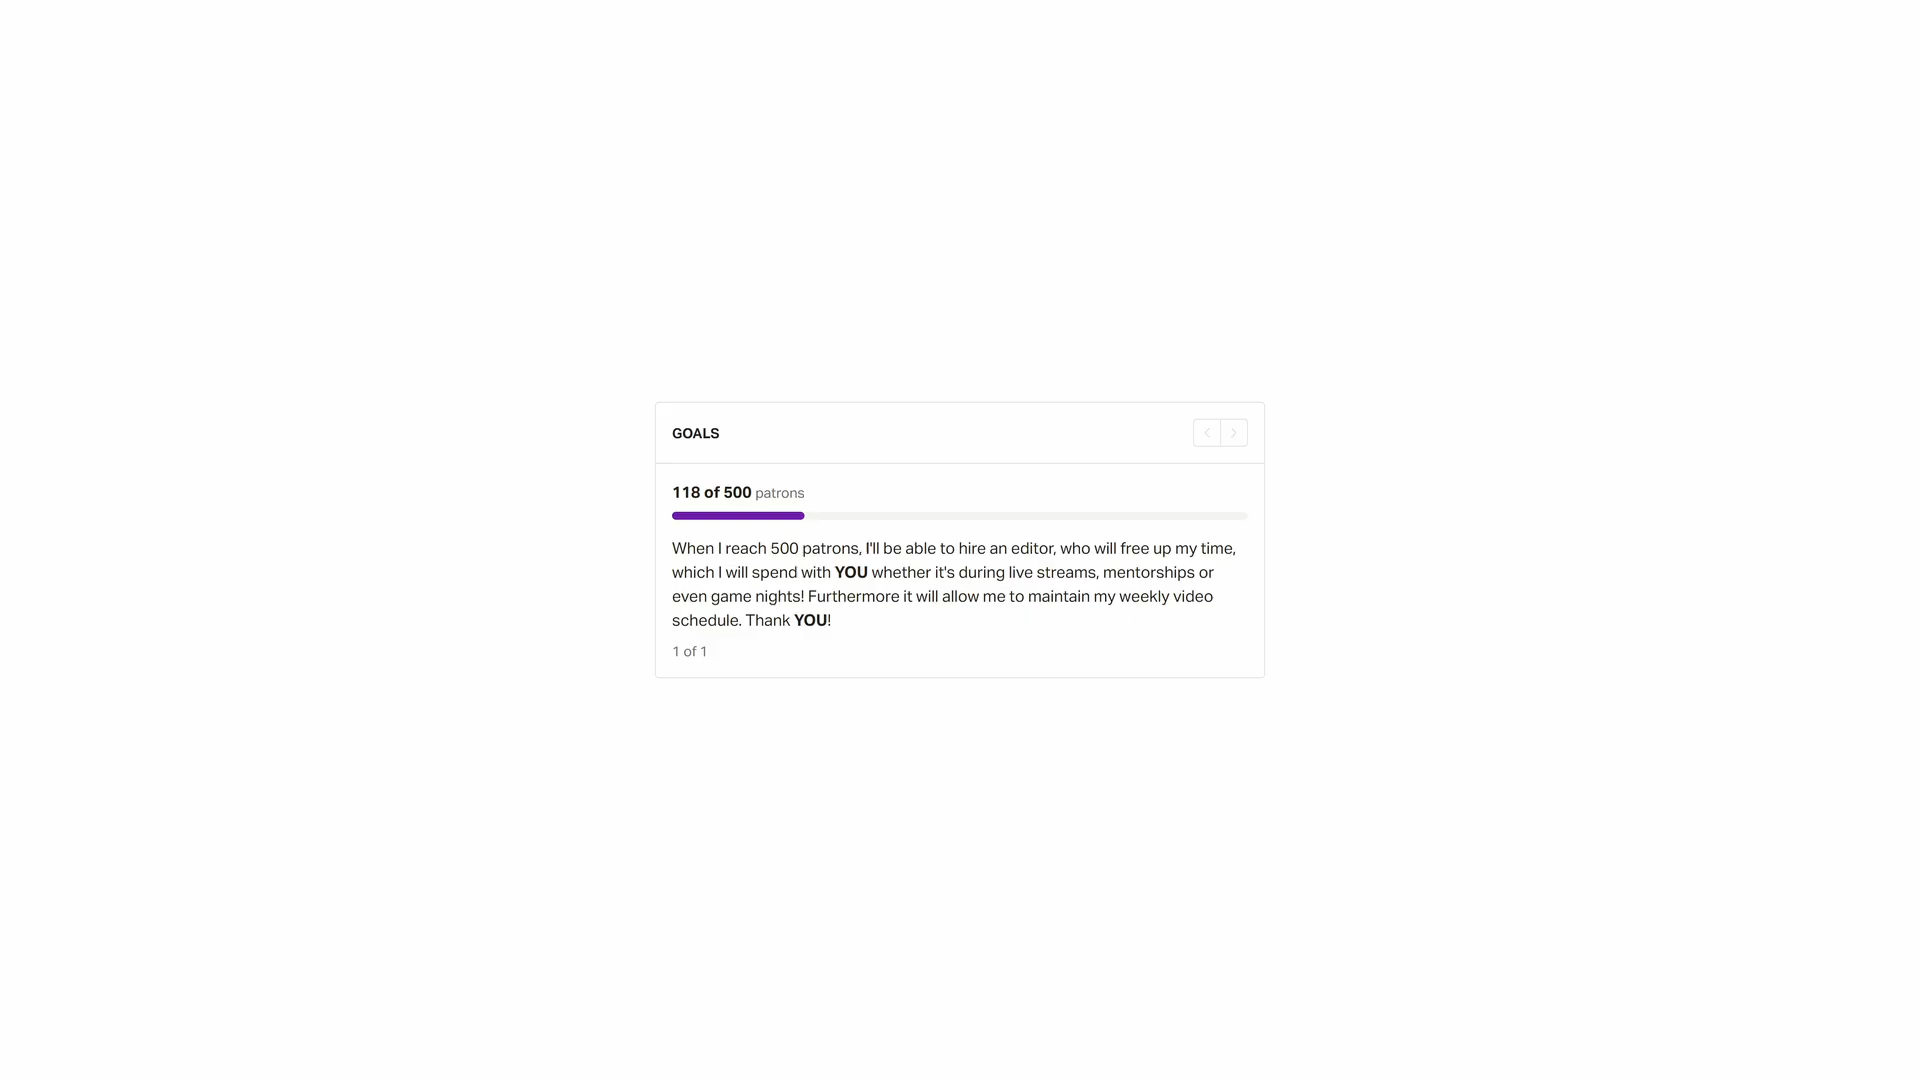 GOALS
118 of 500 patrons
When I reach 500 patrons, I'll be able to hire an editor, who will free up my time,
which I will spend with YOU whether it's during live streams, mentorships or
even game nights! Furthermore it will allow me to maintain my weekly video
schedule. Thank YOU!
1 of 1